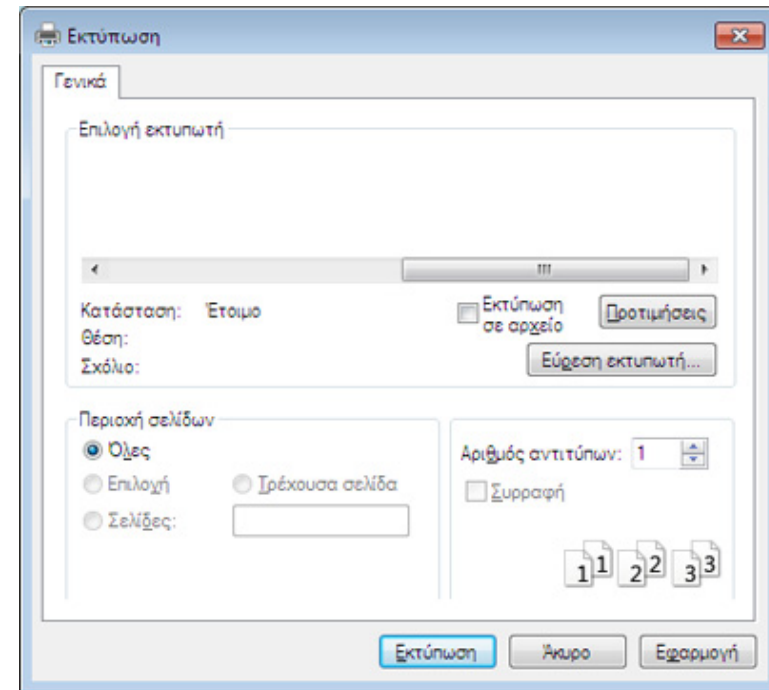 Εκτύπωση
Γενικά
Επιλογή εκτυπωτή
Κατάσταση: Έτοιμο
Θέση:
Σχόλιο:
Εκτύπωση σε αρχείο
Προτιμήσεις
Εύρεση εκτυπωτή...
Περιοχή σελίδων
Όλες
Επιλογή
Τρέχουσα σελίδα
Σελίδες:
Αριθμός αντιτύπων: 1
Συρραφή
1 1 2 2 3 3
Εκτύπωση
Άκυρο
Εφαρμογή